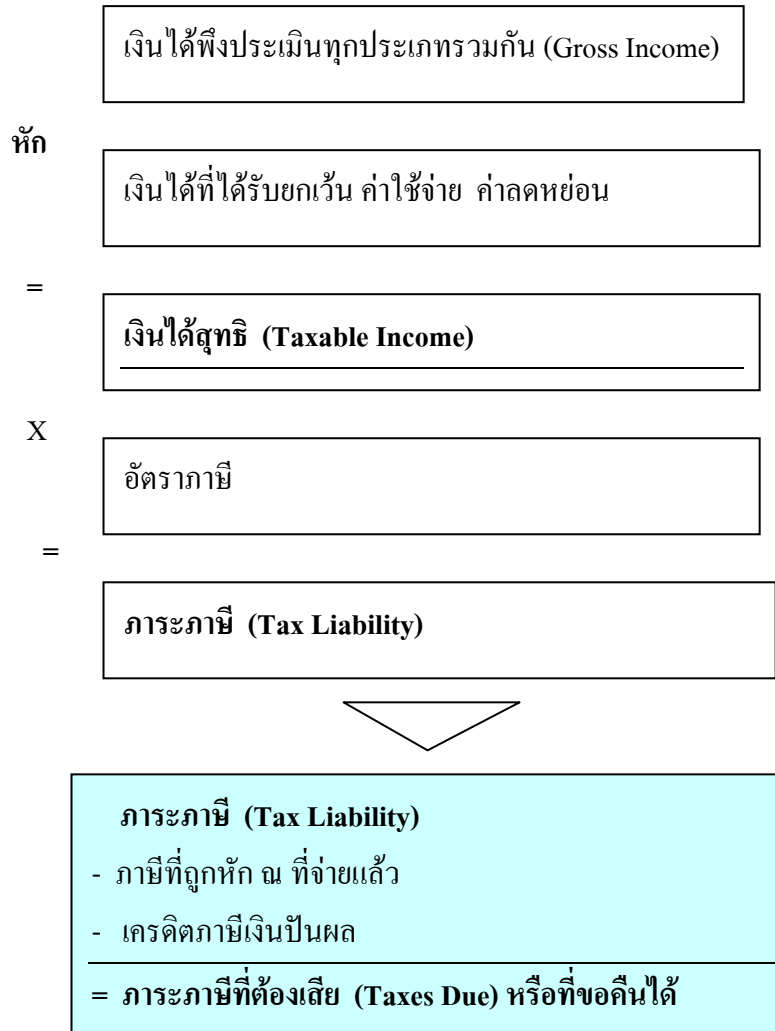 เงินได้พึงประเมินทุกประเภทรวมกัน (Gross Income)
หัก
เงินได้ที่ได้รับยกเว้น ค่าใช้จ่าย ค่าลดหย่อน
=
เงินได้สุทธิ (Taxable Income)
X
อัตราภาษี
=
ภาระภาษี (Tax Liability)
ภาระภาษี (Tax Liability)
- ภาษีที่ถูกหัก ณ ที่จ่ายแล้ว
- เครดิตภาษีเงินปันผล
= ภาระภาษีที่ต้องเสีย (Taxes Due) หรือที่ขอคืนได้